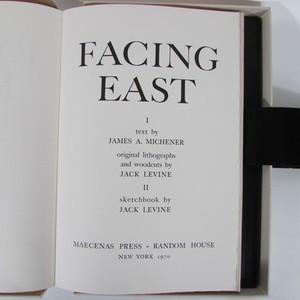 FACING
EAST
I
text by
JAMES A. MICHENER
original lithographs
and woodcuts by
JACK LEVINE
II
sketchbook by
JACK LEVINE
MAECENAS PRESS • RANDOM HOUSE
NEW YORK 1970